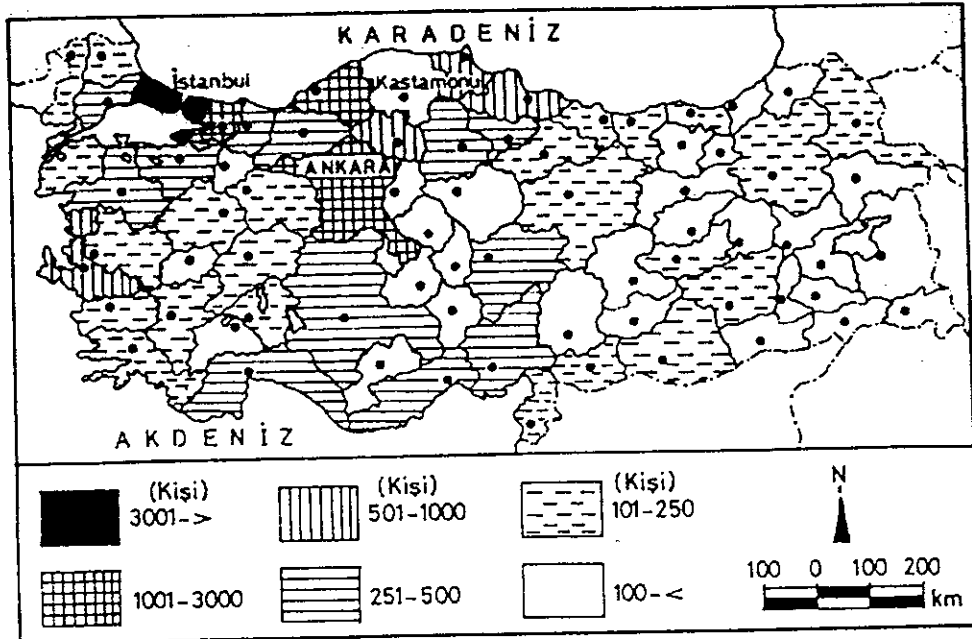 KARADENİZ
İstanbul
Kastamonu
ANKARA
AKDENİZ
(Kişi) (Kişi) (Kişi) N
3001-> 501-1000 101-250
1001-3000 251-500 100-<
100 0 100 200
km